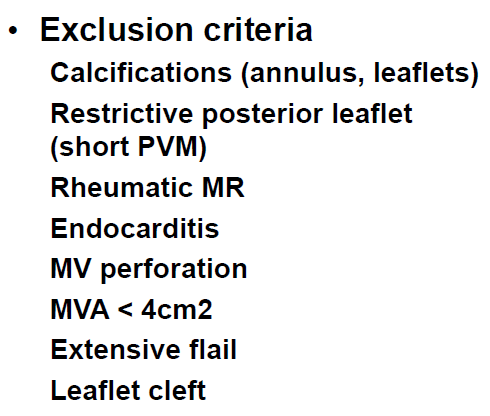 • Exclusion criteria
Calcifications (annulus, leaflets)
Restrictive posterior leaflet
(short PVM)
Rheumatic MR
Endocarditis
MV perforation
MVA < 4cm2
Extensive flail
Leaflet cleft